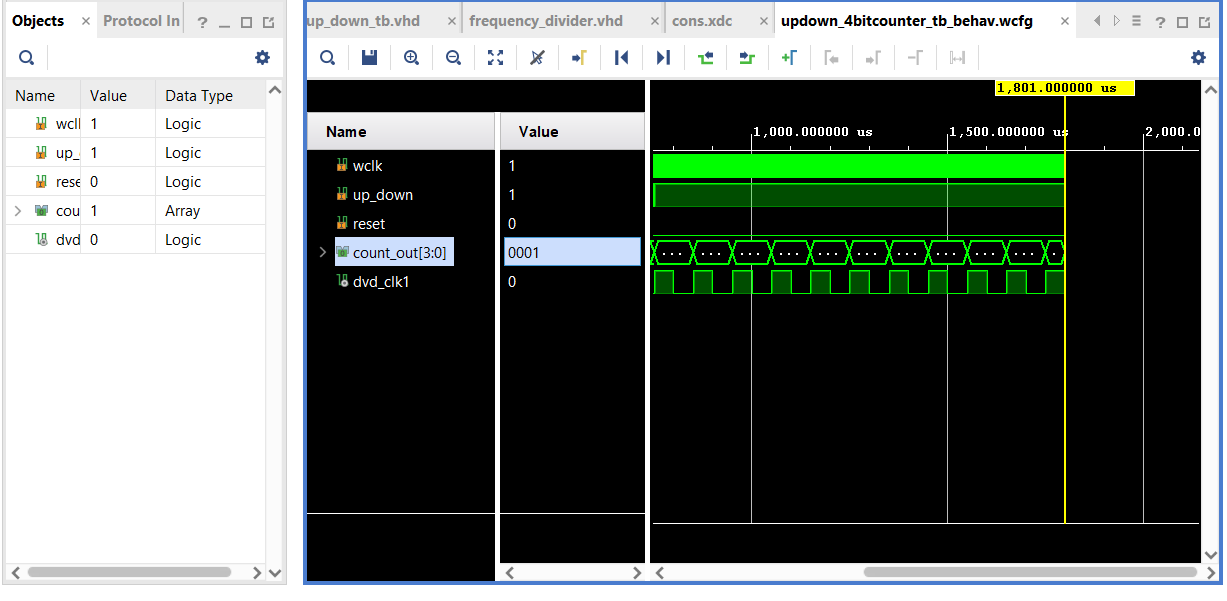 Objects
Protocol In
?
Name Value Data Type
wcl 1 Logic
up_ 1 Logic
rese 0 Logic
cou 1 Array
dvd 0 Logic
up_down_tb.vhd
frequency_divider.vhd
cons.xdc
updown_4bitcounter_tb_behav.wcfg
?
Name Value
wclk 1
up_down 1
reset 0
count_out[3:0] 0001
dvd_clk1 0
1,801.000000 us
1,000.000000 us 1,500.000000 us 2,000.0
... ... ... ... ... ... ... ... ... ... .